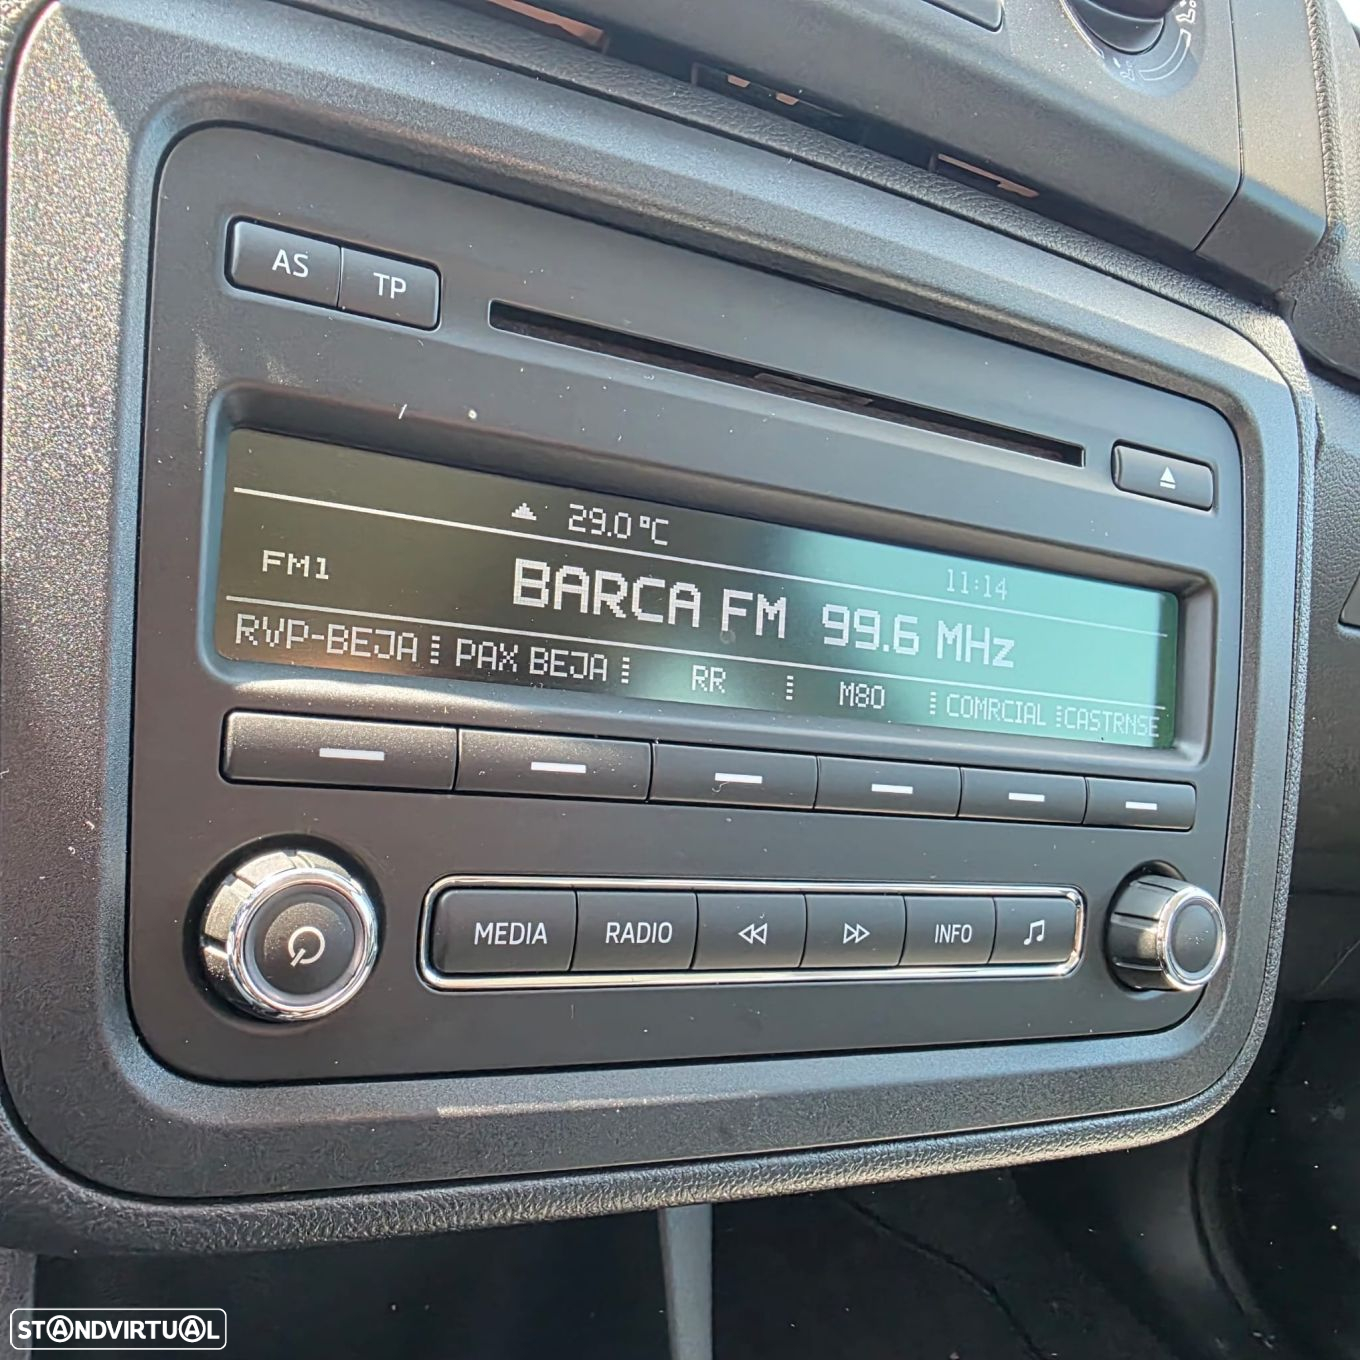 AS TP
29.0°C
11:14
FM1 BARCA FM 99.6 MHz
RVP-BEJA PAX BEJA RR M80 COMRCIAL CASTRNSE
MEDIA RADIO INFO
STANDVIRTUAL